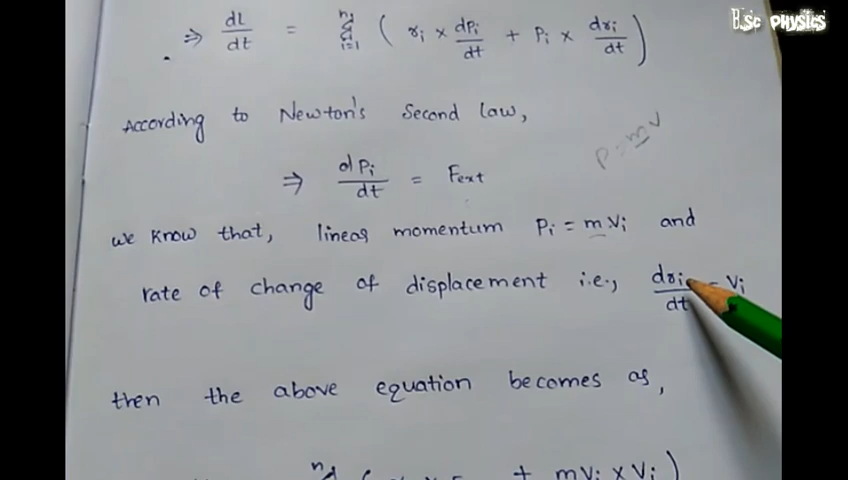 B.Sc PHYSICS
⇒ dL/dt = n Σ i=1 ( ri × dPi/dt + Pi × dri/dt )
According to Newton's Second law,
P = mv
⇒ dPi/dt = Fext
we know that, linear momentum Pi = mvi and
rate of change of displacement i.e., dri/dt = vi
then the above equation becomes as,
+ mvi × vi )